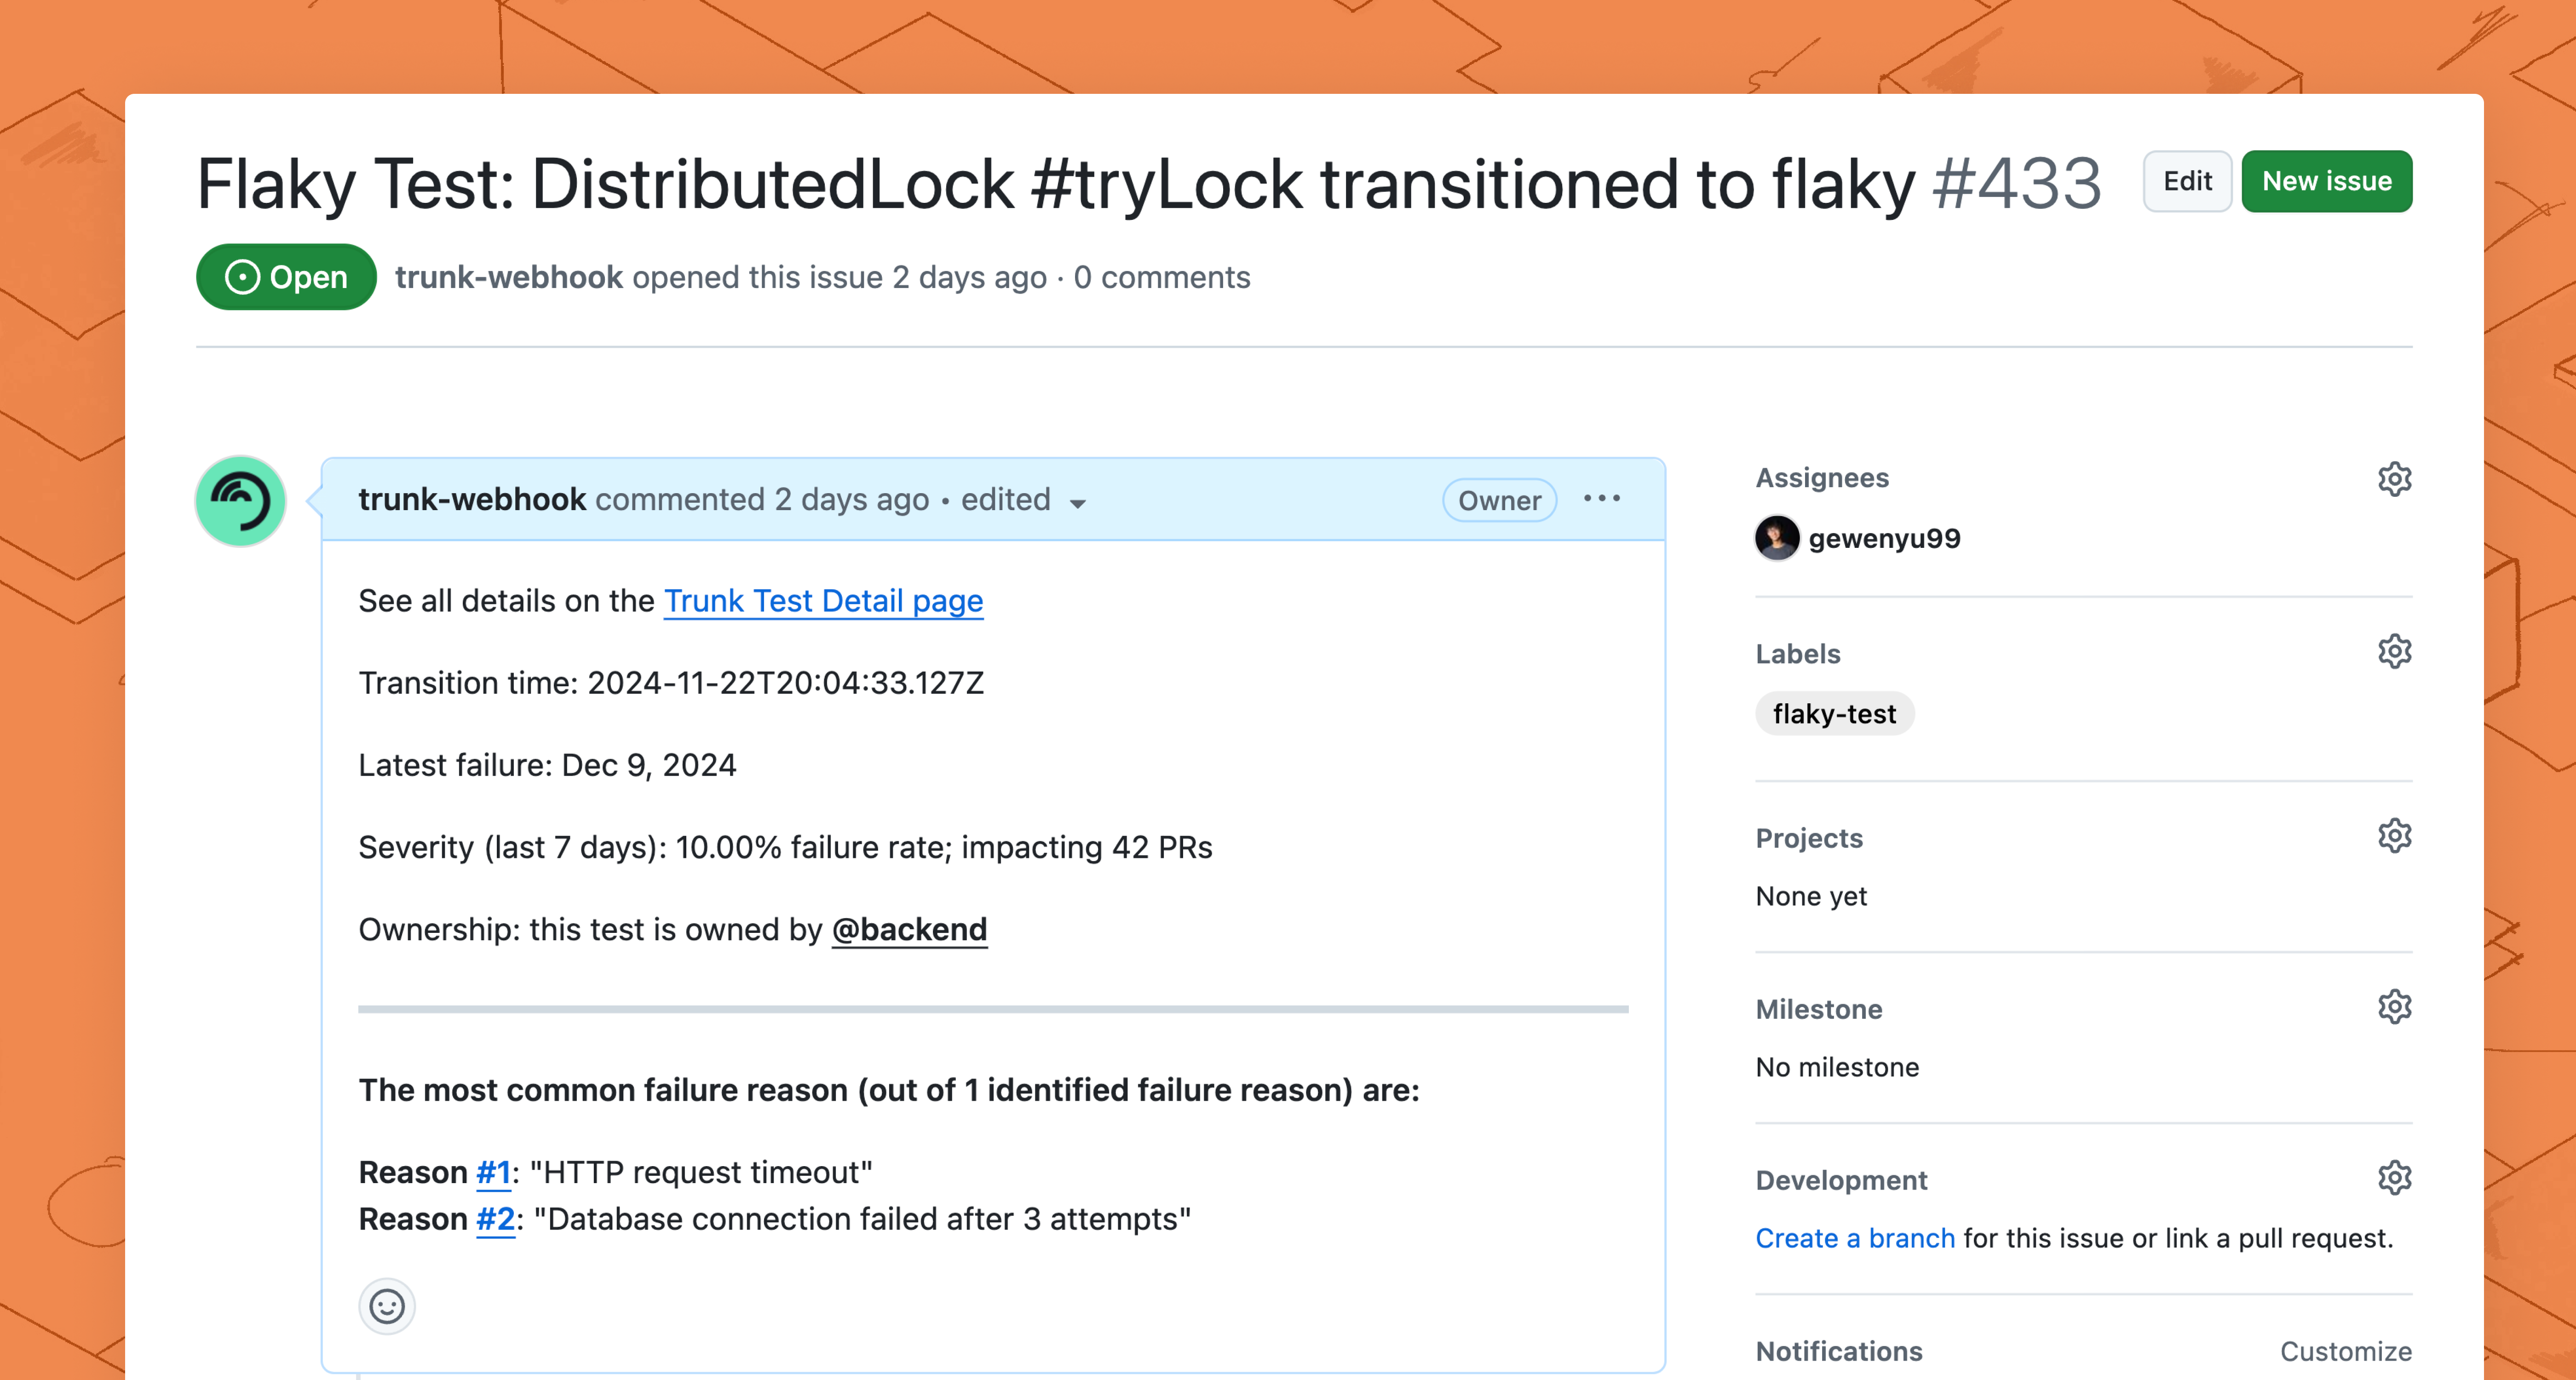 Flaky Test: DistributedLock #tryLock transitioned to flaky #433
Edit
New issue
Open
trunk-webhook opened this issue 2 days ago · 0 comments
trunk-webhook commented 2 days ago • edited
Owner
See all details on the Trunk Test Detail page
Transition time: 2024-11-22T20:04:33.127Z
Latest failure: Dec 9, 2024
Severity (last 7 days): 10.00% failure rate; impacting 42 PRs
Ownership: this test is owned by @backend
The most common failure reason (out of 1 identified failure reason) are:
Reason #1: "HTTP request timeout"
Reason #2: "Database connection failed after 3 attempts"
Assignees
gewenyu99
Labels
flaky-test
Projects
None yet
Milestone
No milestone
Development
Create a branch for this issue or link a pull request.
Notifications
Customize